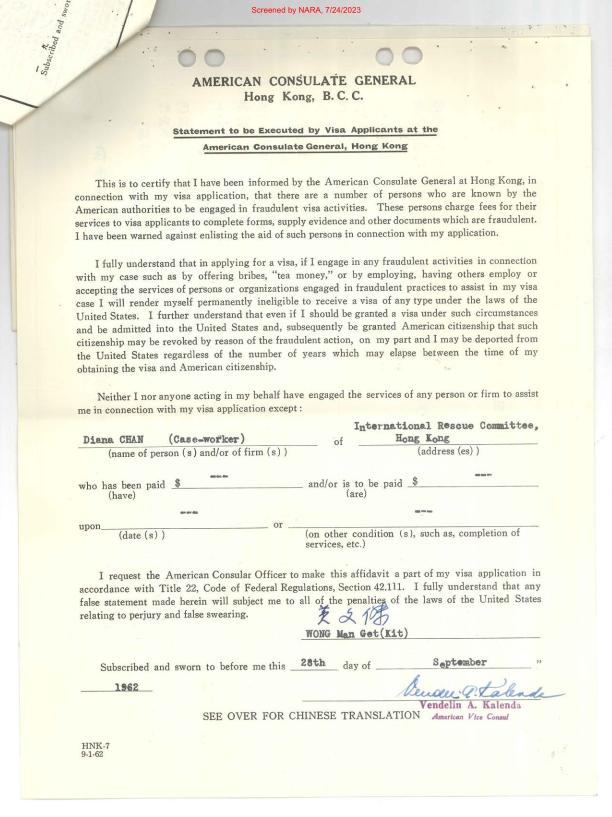 Screened by NARA, 7/24/2023
Subscribed and swor
AMERICAN CONSULATE GENERAL
Hong Kong, B. C. C.
Statement to be Executed by Visa Applicants at the
American Consulate General, Hong Kong
This is to certify that I have been informed by the American Consulate General at Hong Kong, in
connection with my visa application, that there are a number of persons who are known by the
American authorities to be engaged in fraudulent visa activities. These persons charge fees for their
services to visa applicants to complete forms, supply evidence and other documents which are fraudulent.
I have been warned against enlisting the aid of such persons in connection with my application.
I fully understand that in applying for a visa, if I engage in any fraudulent activities in connection
with my case such as by offering bribes, "tea money," or by employing, having others employ or
accepting the services of persons or organizations engaged in fraudulent practices to assist in my visa
case I will render myself permanently ineligible to receive a visa of any type under the laws of the
United States. I further understand that even if I should be granted a visa under such circumstances
and be admitted into the United States and, subsequently be granted American citizenship that such
citizenship may be revoked by reason of the fraudulent action, on my part and I may be deported from
the United States regardless of the number of years which may elapse between the time of my
obtaining the visa and American citizenship.
Neither I nor anyone acting in my behalf have engaged the services of any person or firm to assist
me in connection with my visa application except :
International Rescue Committee,
Diana CHAN (Case-worker) of Hong Kong
(name of person (s) and/or of firm (s) ) (address (es) )
who has been paid $ --- and/or is to be paid $ ---
(have) (are)
upon --- or ---
(date (s) ) (on other condition (s), such as, completion of
services, etc.)
I request the American Consular Officer to make this affidavit a part of my visa application in
accordance with Title 22, Code of Federal Regulations, Section 42.111. I fully understand that any
false statement made herein will subject me to all of the penalties of the laws of the United States
relating to perjury and false swearing.
WONG Man Get(Kit)
Subscribed and sworn to before me this 28th day of September "
1962
Vendelin A. Kalenda
Vendelin A. Kalenda
SEE OVER FOR CHINESE TRANSLATION American Vice Consul
HNK-7
9-1-62